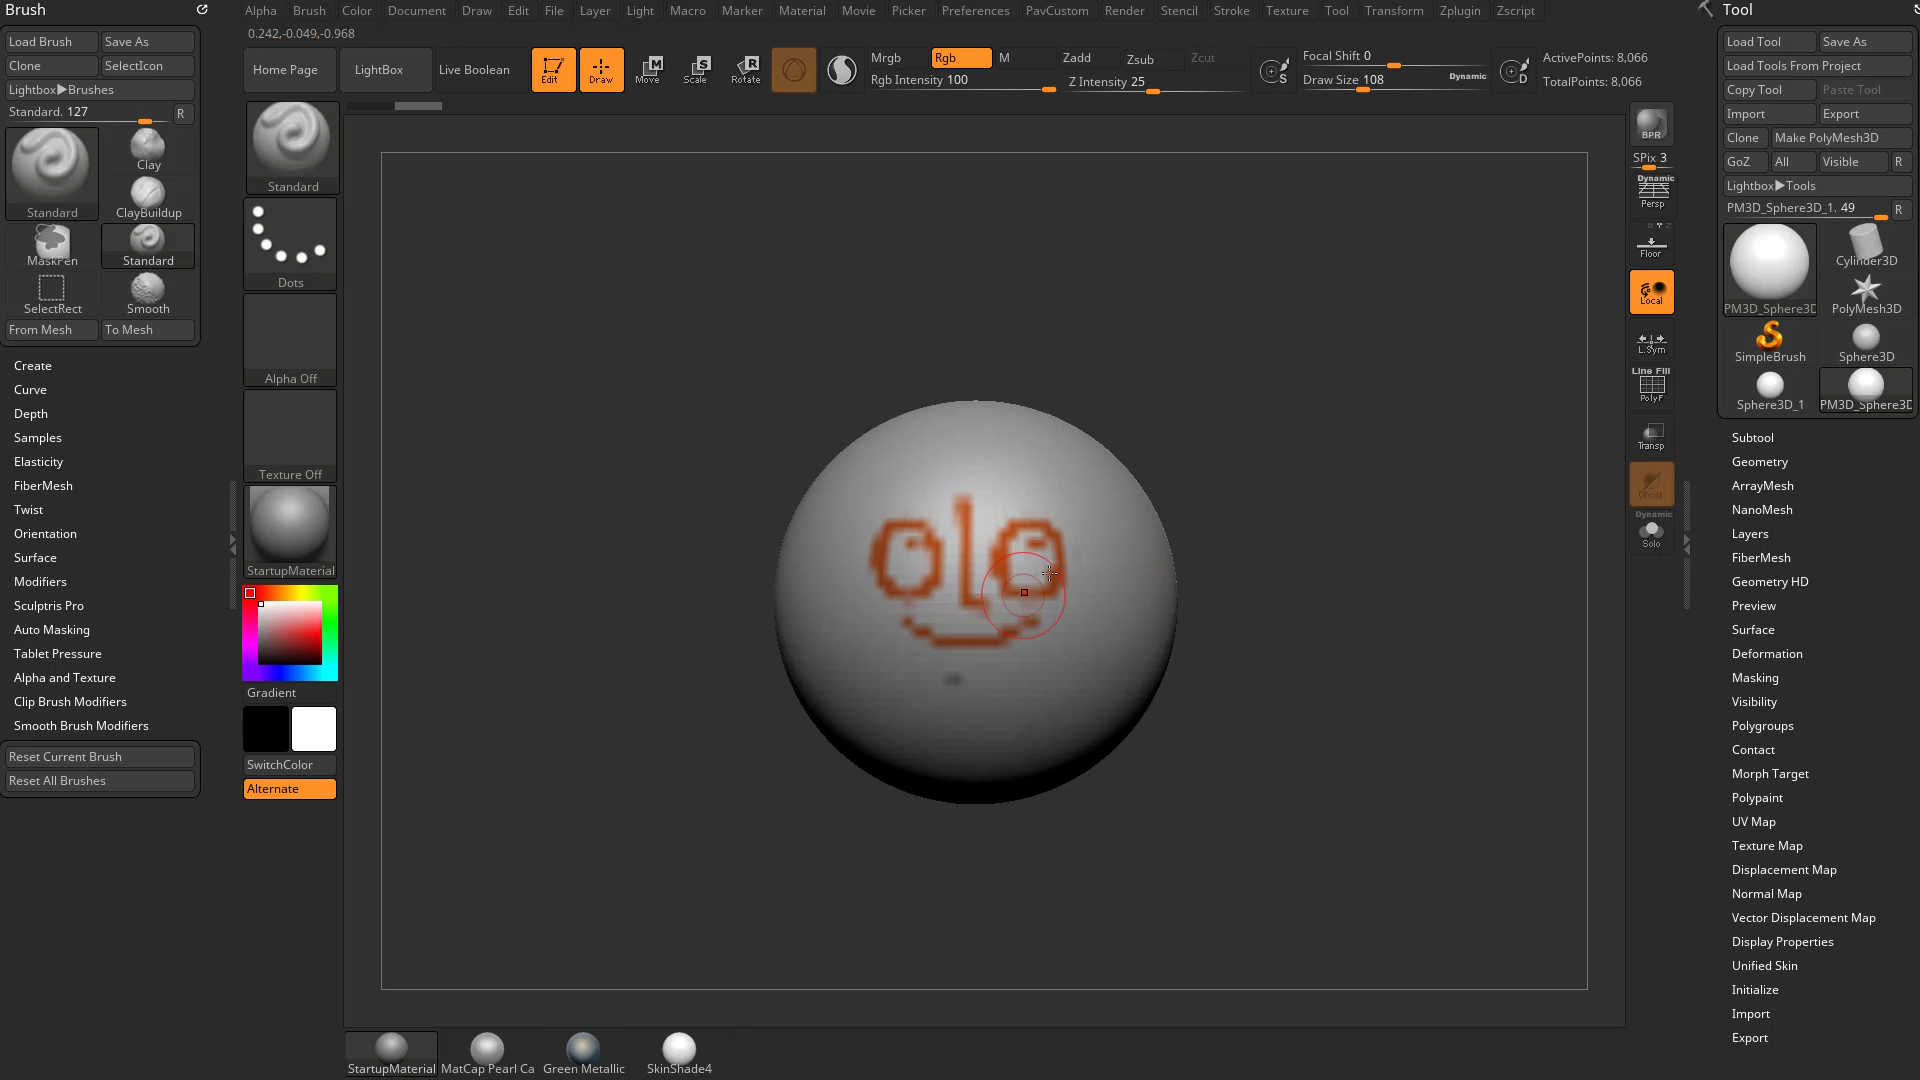 Brush
Alpha Brush Color Document Draw Edit File Layer Light Macro Marker Material Movie Picker Preferences PavCustom Render Stencil Stroke Texture Tool Transform Zplugin Zscript
Tool
0.242,-0.049,-0.968
Load Brush Save As
Clone SelectIcon
Lightbox▶Brushes
Standard. 127 R
Standard
Clay
ClayBuildup
MaskPen
Standard
SelectRect
Smooth
From Mesh To Mesh
Create
Curve
Depth
Samples
Elasticity
FiberMesh
Twist
Orientation
Surface
Modifiers
Sculptris Pro
Auto Masking
Tablet Pressure
Alpha and Texture
Clip Brush Modifiers
Smooth Brush Modifiers
Reset Current Brush
Reset All Brushes
Home Page LightBox Live Boolean
Edit Draw Move Scale Rotate
M S R
Mrgb Rgb M Zadd Zsub Zcut
Rgb Intensity 100 Z Intensity 25
S
Focal Shift 0
Draw Size 108 Dynamic
D
ActivePoints: 8,066
TotalPoints: 8,066
Standard
Dots
Alpha Off
Texture Off
StartupMaterial
Gradient
SwitchColor
Alternate
BPR
SPix 3
Dynamic
Persp
Floor
Local
L.Sym
Line Fill
PolyF
Transp
Ghost
Dynamic
Solo
Load Tool Save As
Load Tools From Project
Copy Tool Paste Tool
Import Export
Clone Make PolyMesh3D
GoZ All Visible R
Lightbox▶Tools
PM3D_Sphere3D_1. 49 R
PM3D_Sphere3D
Cylinder3D
PolyMesh3D
SimpleBrush
Sphere3D
Sphere3D_1
PM3D_Sphere3D
Subtool
Geometry
ArrayMesh
NanoMesh
Layers
FiberMesh
Geometry HD
Preview
Surface
Deformation
Masking
Visibility
Polygroups
Contact
Morph Target
Polypaint
UV Map
Texture Map
Displacement Map
Normal Map
Vector Displacement Map
Display Properties
Unified Skin
Initialize
Import
Export
StartupMaterial MatCap Pearl Ca Green Metallic SkinShade4